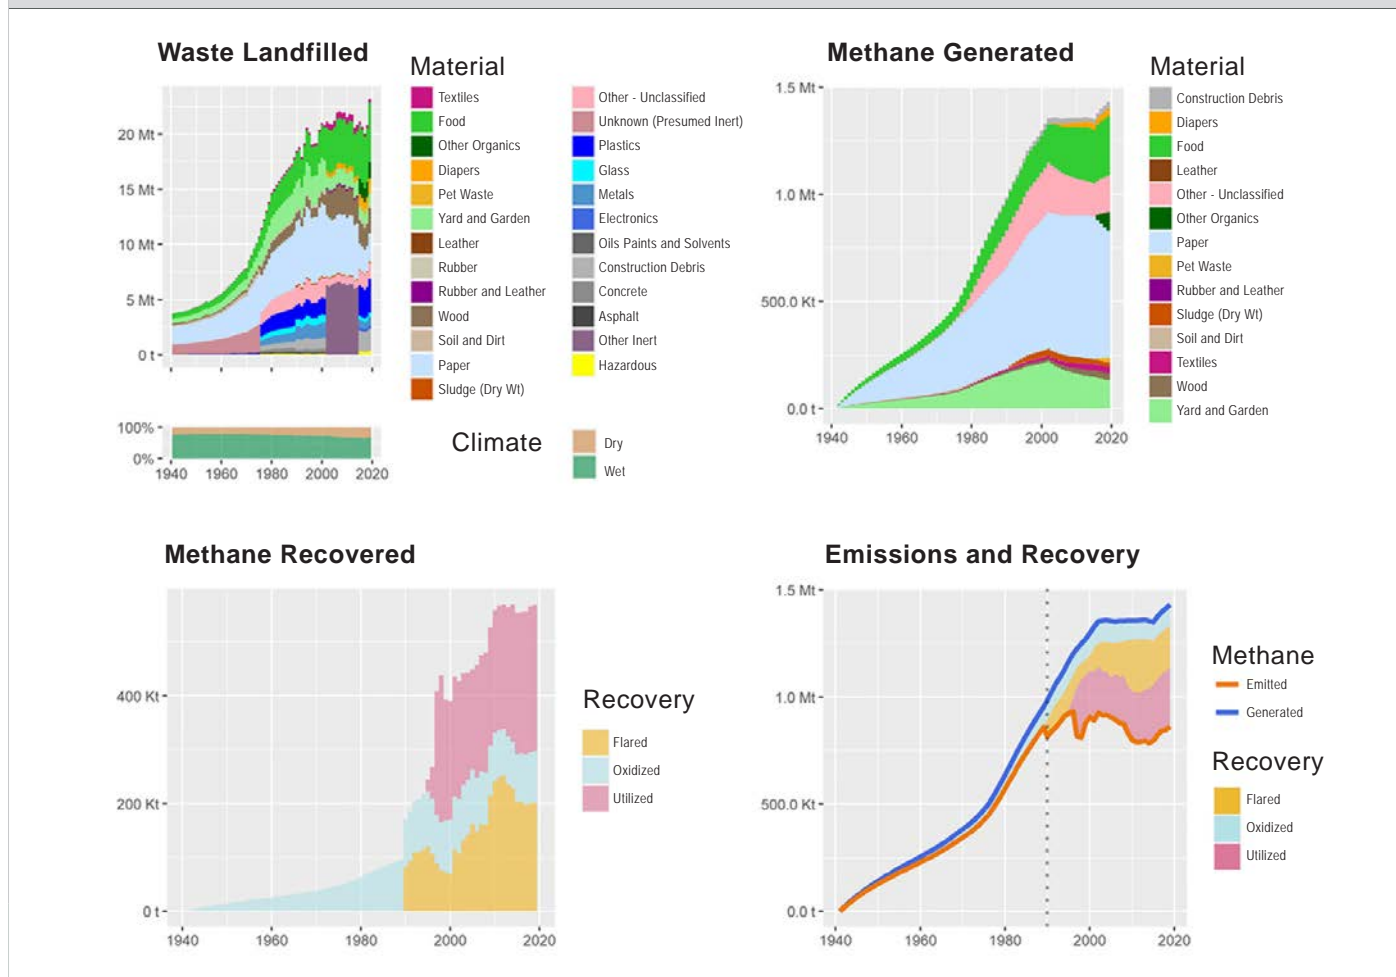 Waste Landfilled
20 Mt
15 Mt
10 Mt
5 Mt
0 t
100%
0%
1940 1960 1980 2000 2020
Material
Textiles
Food
Other Organics
Diapers
Pet Waste
Yard and Garden
Leather
Rubber
Rubber and Leather
Wood
Soil and Dirt
Paper
Sludge (Dry Wt)
Other - Unclassified
Unknown (Presumed Inert)
Plastics
Glass
Metals
Electronics
Oils Paints and Solvents
Construction Debris
Concrete
Asphalt
Other Inert
Hazardous
Climate
Dry
Wet
Methane Generated
1.5 Mt
1.0 Mt
500.0 Kt
0.0 t
1940 1960 1980 2000 2020
Material
Construction Debris
Diapers
Food
Leather
Other - Unclassified
Other Organics
Paper
Pet Waste
Rubber and Leather
Sludge (Dry Wt)
Soil and Dirt
Textiles
Wood
Yard and Garden
Methane Recovered
400 Kt
200 Kt
0 t
1940 1960 1980 2000 2020
Recovery
Flared
Oxidized
Utilized
Emissions and Recovery
1.5 Mt
1.0 Mt
500.0 Kt
0.0 t
1940 1960 1980 2000 2020
Methane
Emitted
Generated
Recovery
Flared
Oxidized
Utilized